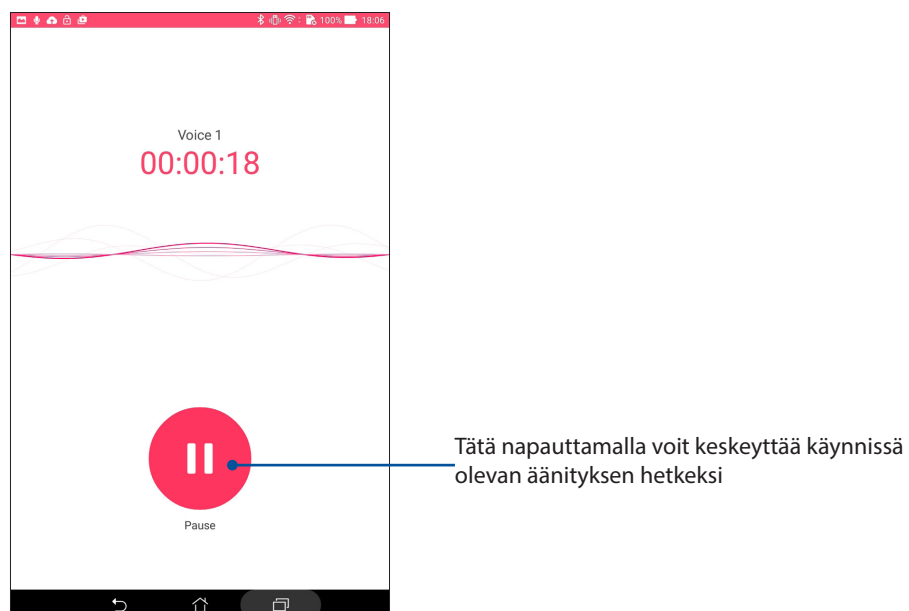 100% 18:06
Voice 1
00:00:18
Tätä napauttamalla voit keskeyttää käynnissä
olevan äänityksen hetkeksi
Pause